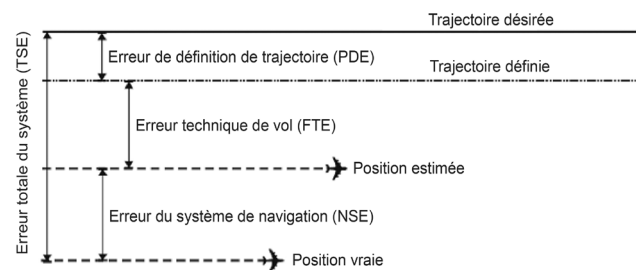 Trajectoire désirée
Erreur de définition de trajectoire (PDE)
Trajectoire définie
Erreur technique de vol (FTE)
Position estimée
Erreur du système de navigation (NSE)
Position vraie
Erreur totale du système (TSE)